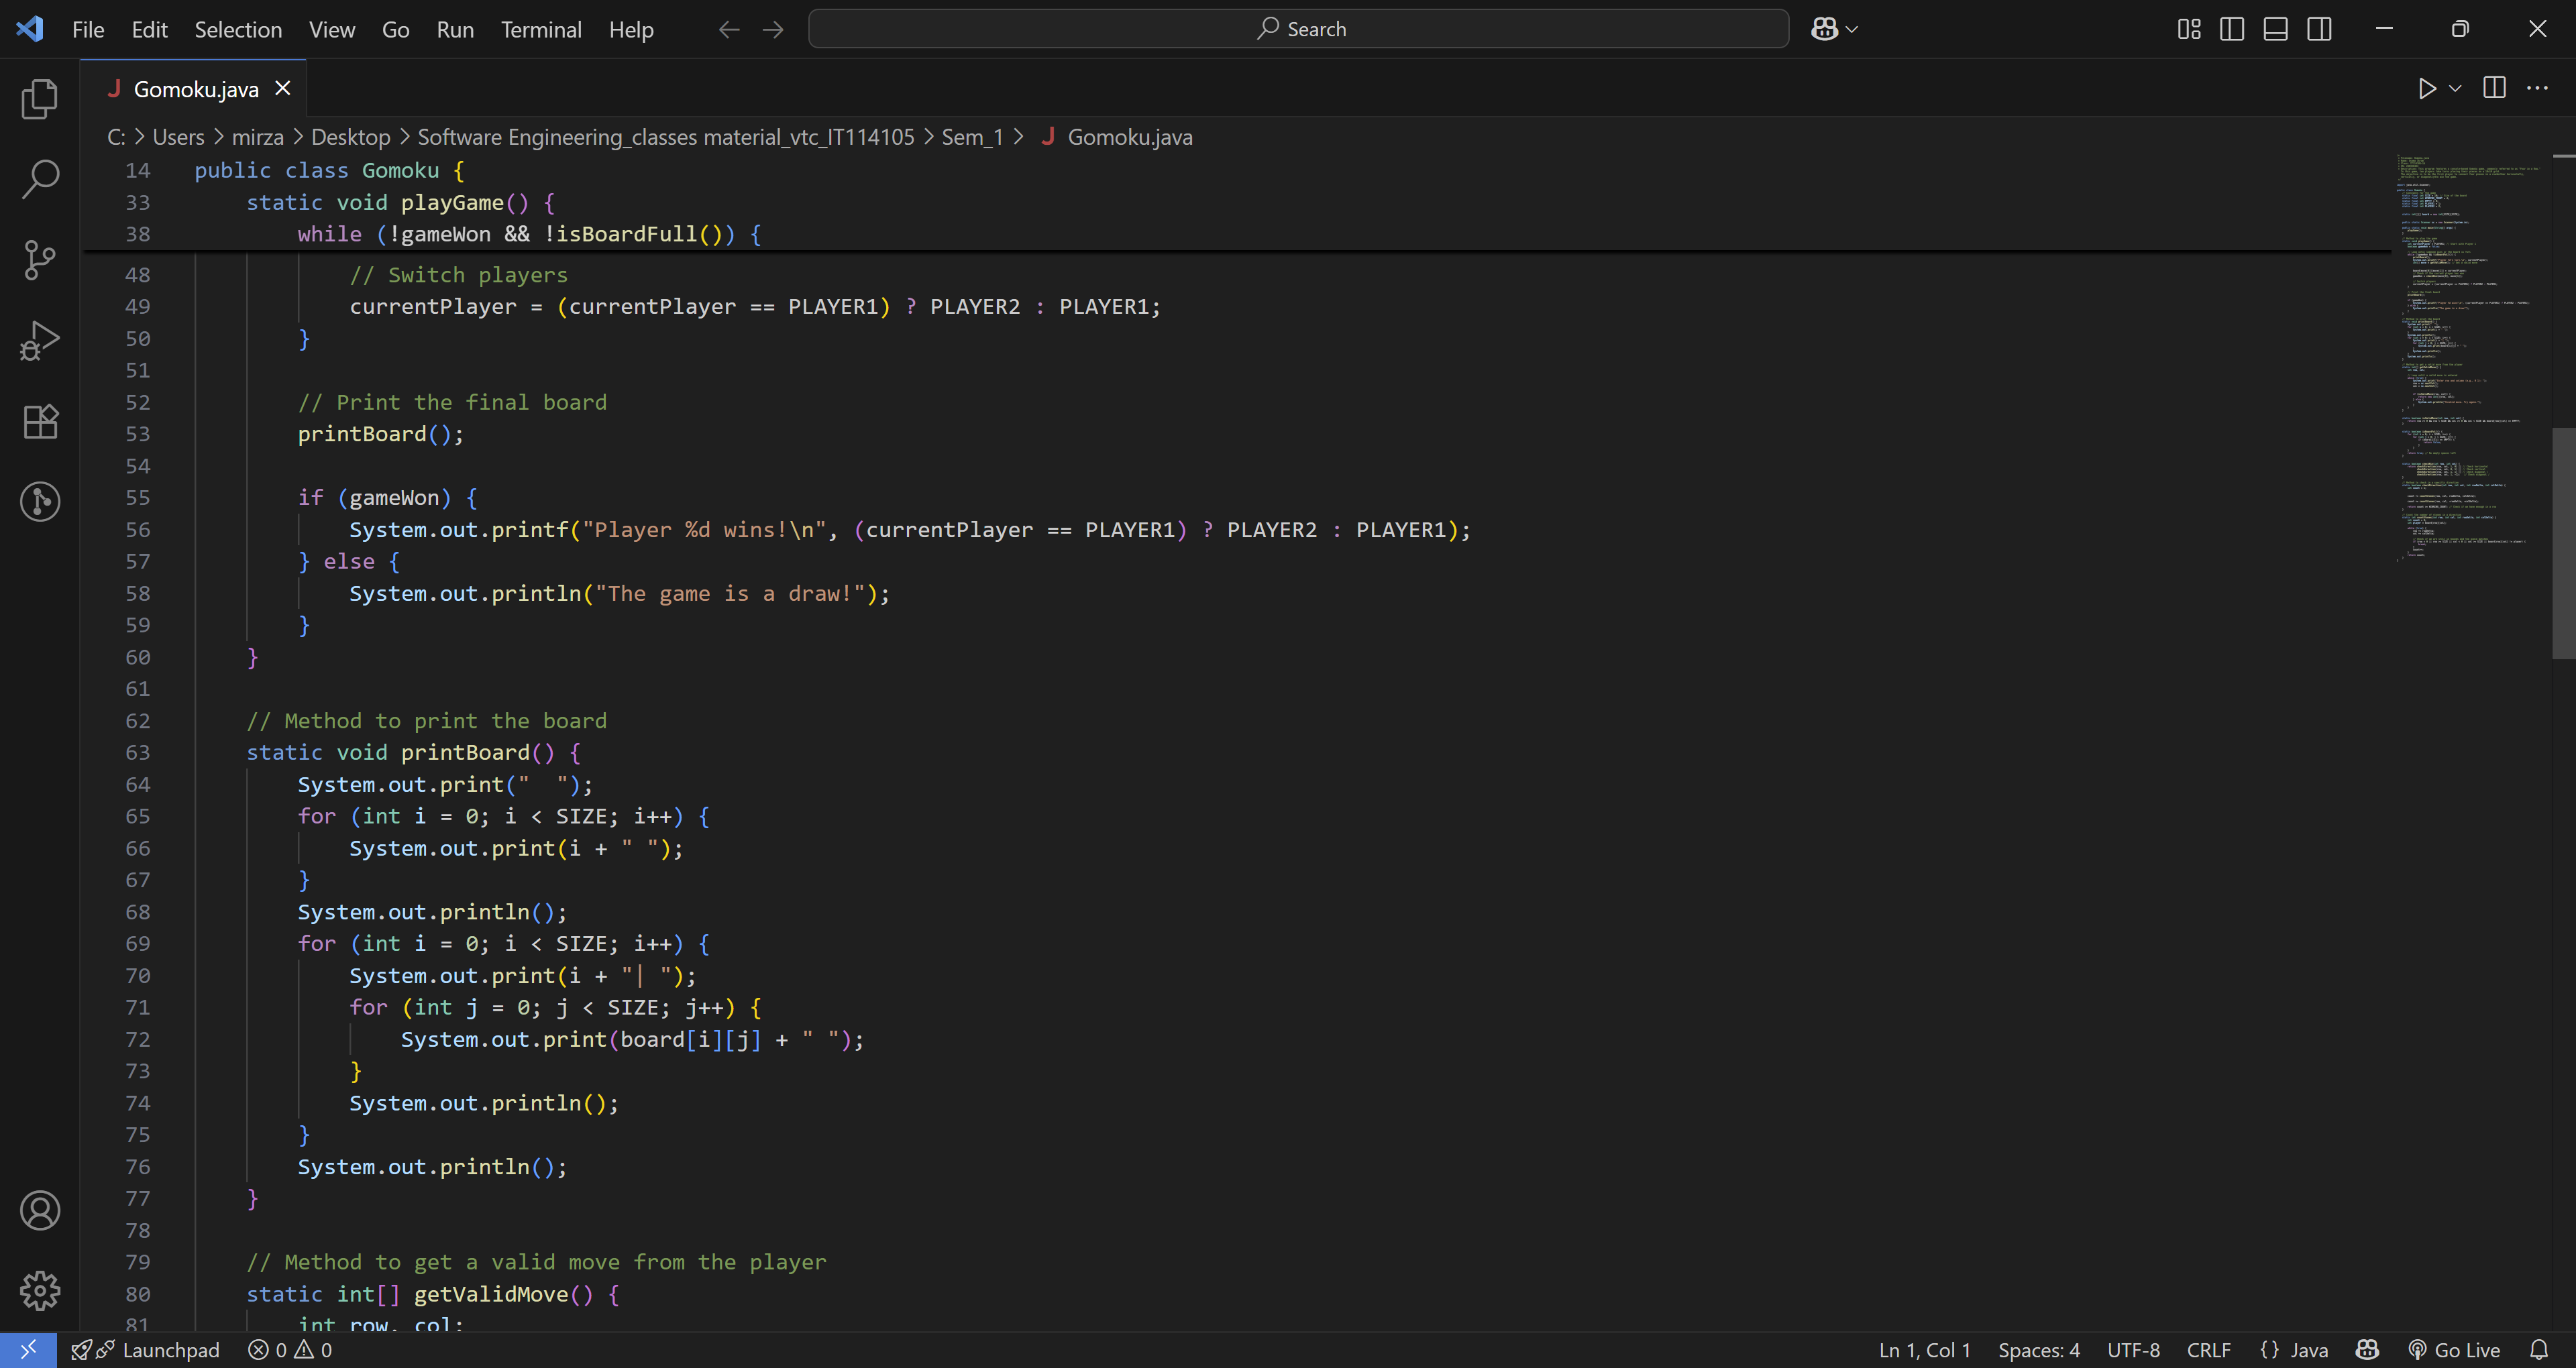 File Edit Selection View Go Run Terminal Help Search
Gomoku.java
C: > Users > mirza > Desktop > Software Engineering_classes material_vtc_IT114105 > Sem_1 > Gomoku.java
14 public class Gomoku {
33 static void playGame() {
38 while (!gameWon && !isBoardFull()) {
48 // Switch players
49 currentPlayer = (currentPlayer == PLAYER1) ? PLAYER2 : PLAYER1;
50 }
51
52 // Print the final board
53 printBoard();
54
55 if (gameWon) {
56 System.out.printf("Player %d wins!\n", (currentPlayer == PLAYER1) ? PLAYER2 : PLAYER1);
57 } else {
58 System.out.println("The game is a draw!");
59 }
60 }
61
62 // Method to print the board
63 static void printBoard() {
64 System.out.print("  ");
65 for (int i = 0; i < SIZE; i++) {
66 System.out.print(i + " ");
67 }
68 System.out.println();
69 for (int i = 0; i < SIZE; i++) {
70 System.out.print(i + "| ");
71 for (int j = 0; j < SIZE; j++) {
72 System.out.print(board[i][j] + " ");
73 }
74 System.out.println();
75 }
76 System.out.println();
77 }
78
79 // Method to get a valid move from the player
80 static int[] getValidMove() {
81 int row, col;
Launchpad 0 0 Ln 1, Col 1 Spaces: 4 UTF-8 CRLF {} Java Go Live